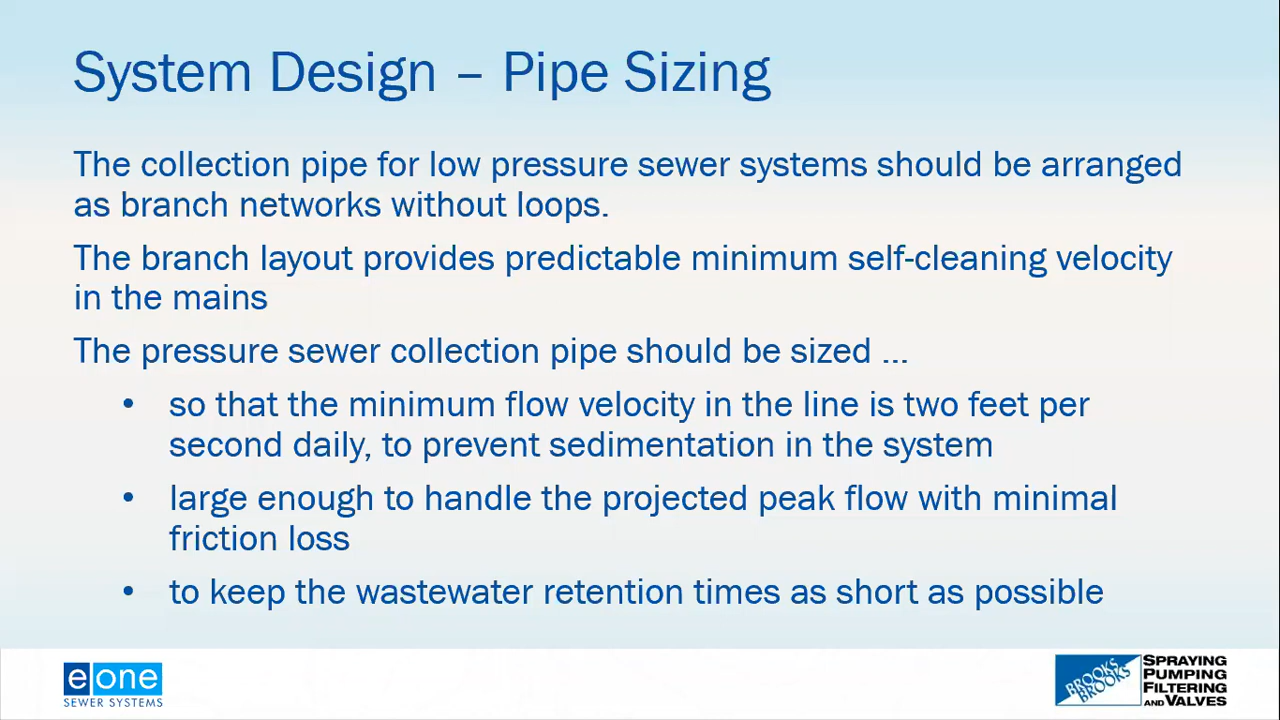 System Design – Pipe Sizing
The collection pipe for low pressure sewer systems should be arranged
as branch networks without loops.
The branch layout provides predictable minimum self-cleaning velocity
in the mains
The pressure sewer collection pipe should be sized ...
• so that the minimum flow velocity in the line is two feet per
second daily, to prevent sedimentation in the system
• large enough to handle the projected peak flow with minimal
friction loss
• to keep the wastewater retention times as short as possible
eone
SEWER SYSTEMS
BROOKS
BROOKS
SPRAYING
PUMPING
FILTERING
AND VALVES